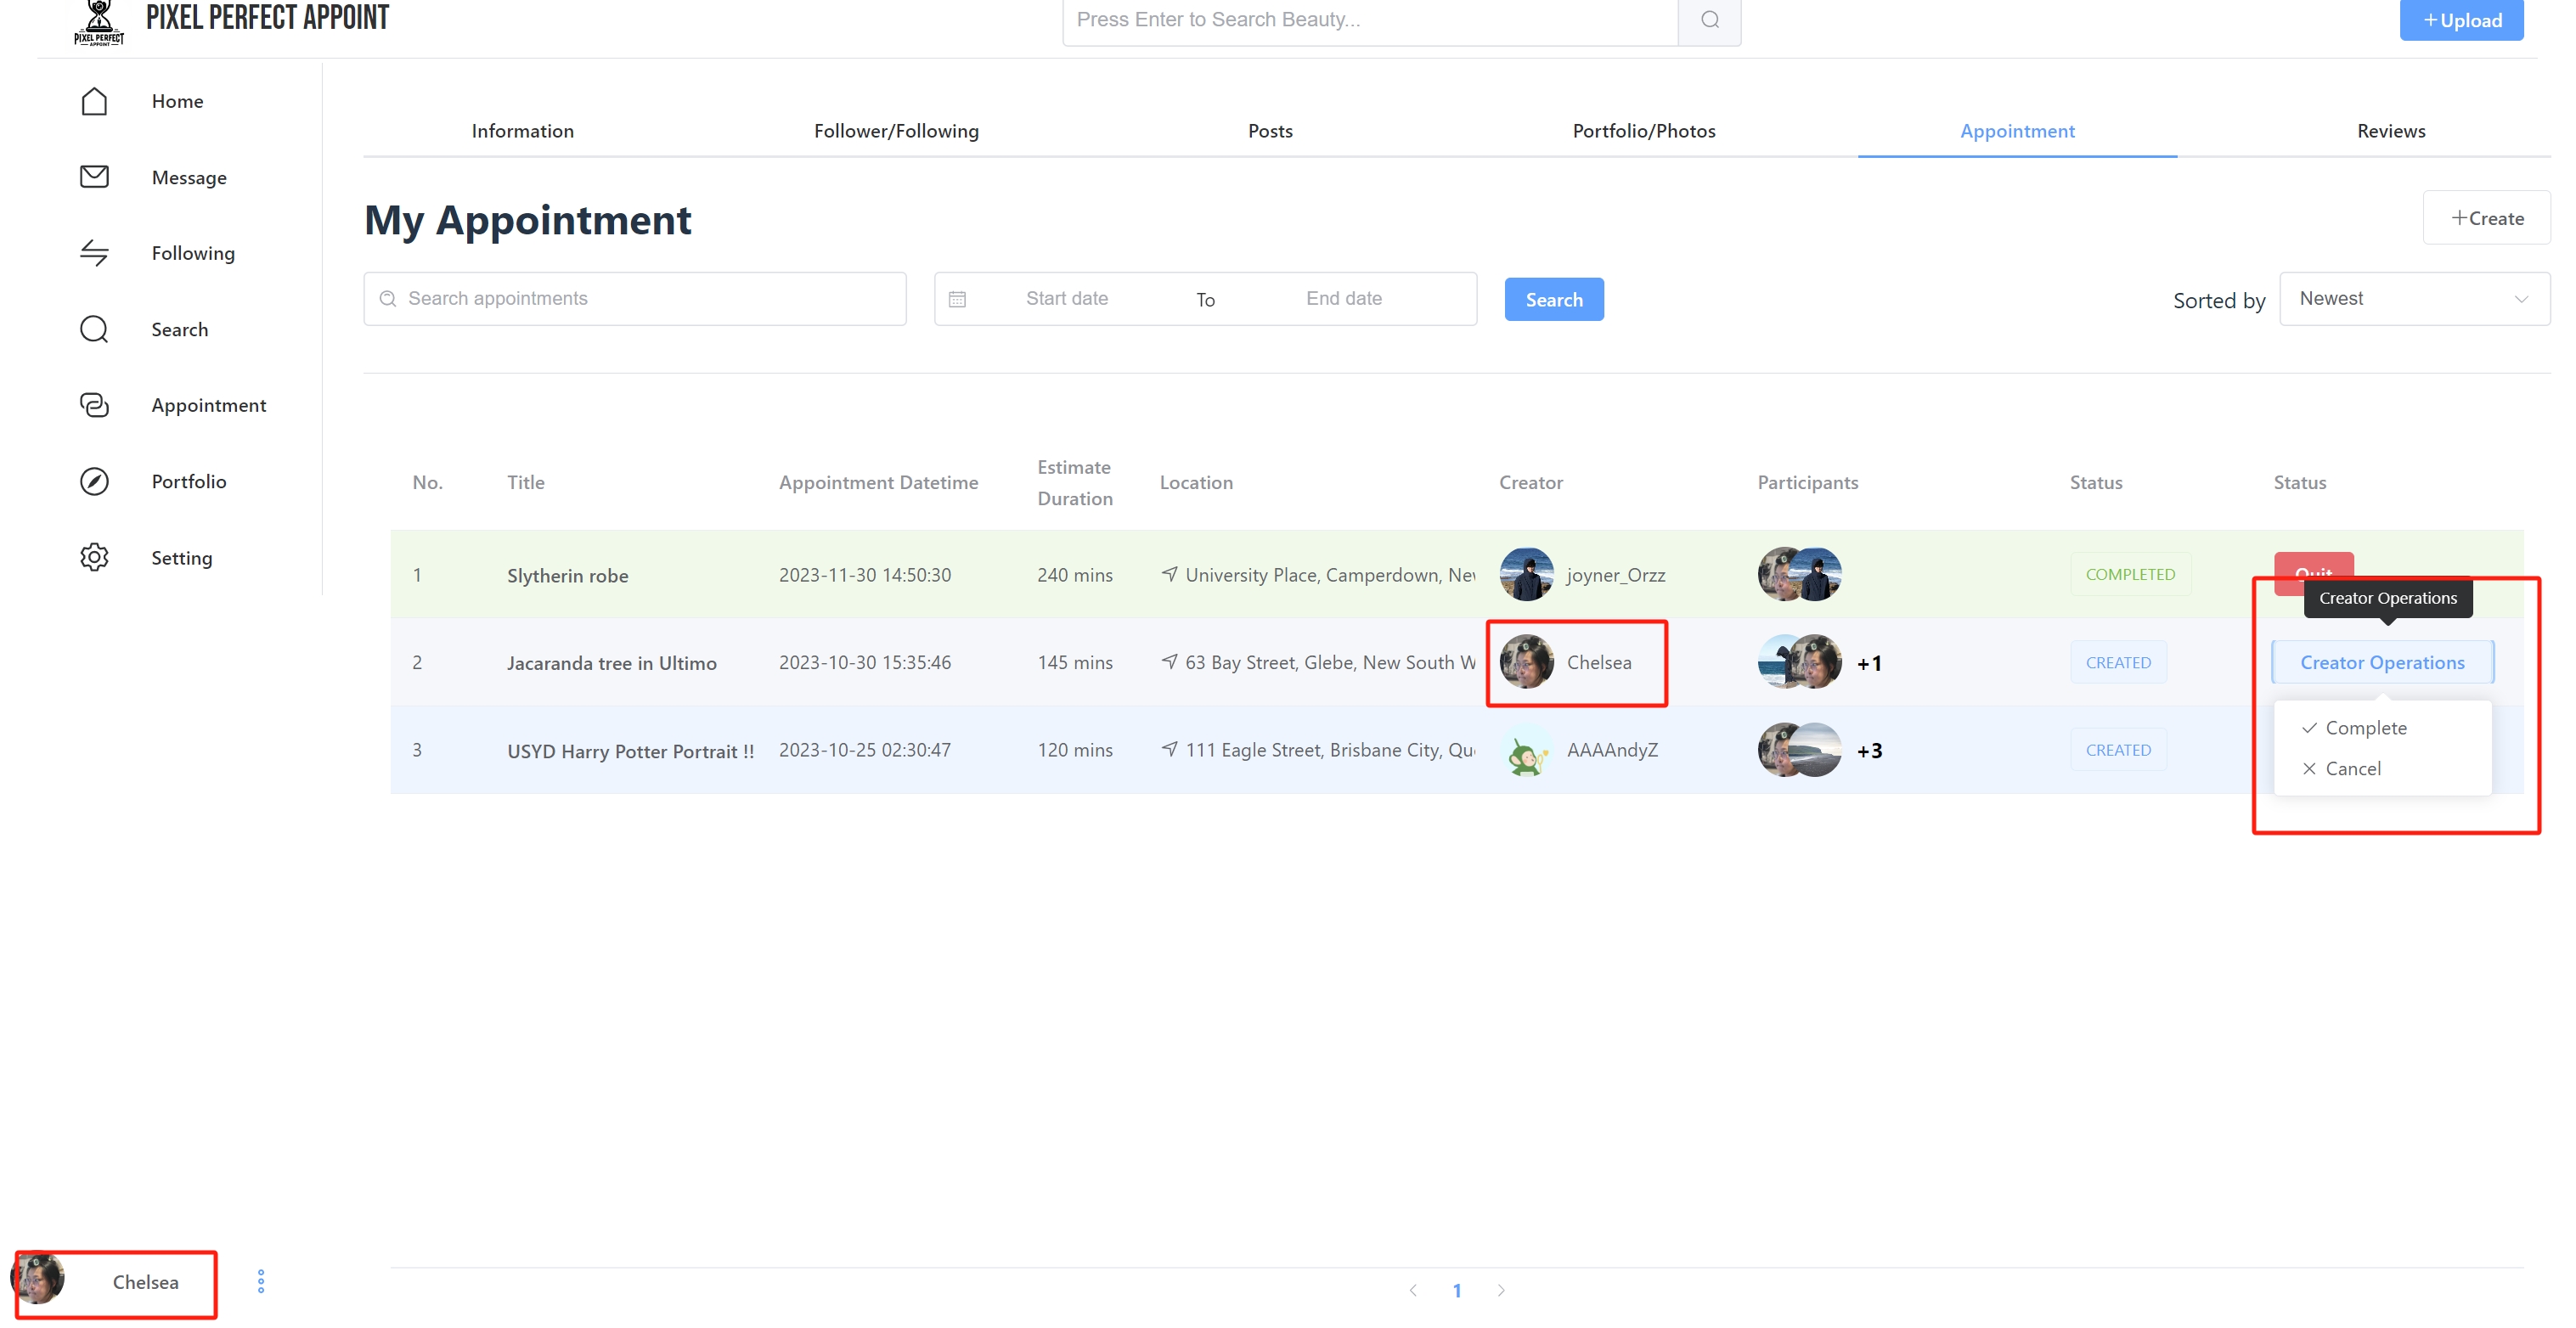 PIXEL PERFECT
APPOINT
PIXEL PERFECT APPOINT
Press Enter to Search Beauty...
+Upload
Home
Message
Following
Search
Appointment
Portfolio
Setting
Information
Follower/Following
Posts
Portfolio/Photos
Appointment
Reviews
My Appointment
+Create
Search appointments
Start date To End date
Search
Sorted by Newest
No. Title Appointment Datetime Estimate Duration Location Creator Participants Status Status
1 Slytherin robe 2023-11-30 14:50:30 240 mins University Place, Camperdown, Nev joyner_Orzz COMPLETED Quit
Creator Operations
2 Jacaranda tree in Ultimo 2023-10-30 15:35:46 145 mins 63 Bay Street, Glebe, New South W Chelsea +1 CREATED Creator Operations
3 USYD Harry Potter Portrait !! 2023-10-25 02:30:47 120 mins 111 Eagle Street, Brisbane City, Qu AAAAndyZ +3 CREATED
Complete
Cancel
Chelsea
1